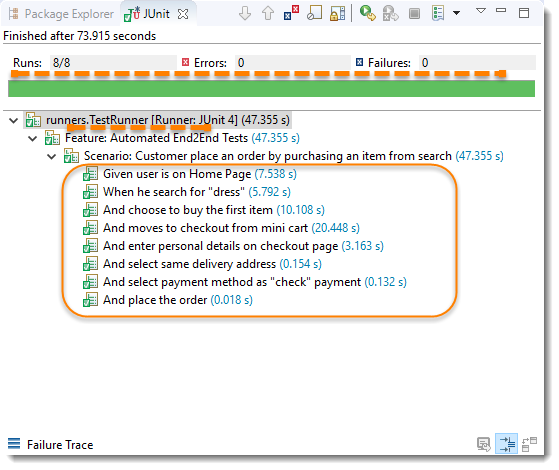 Package Explorer JUnit
Finished after 73.915 seconds
Runs: 8/8 Errors: 0 Failures: 0
runners.TestRunner [Runner: JUnit 4] (47.355 s)
Feature: Automated End2End Tests (47.355 s)
Scenario: Customer place an order by purchasing an item from search (47.355 s)
Given user is on Home Page (7.538 s)
When he search for "dress" (5.792 s)
And choose to buy the first item (10.108 s)
And moves to checkout from mini cart (20.448 s)
And enter personal details on checkout page (3.163 s)
And select same delivery address (0.154 s)
And select payment method as "check" payment (0.132 s)
And place the order (0.018 s)
Failure Trace